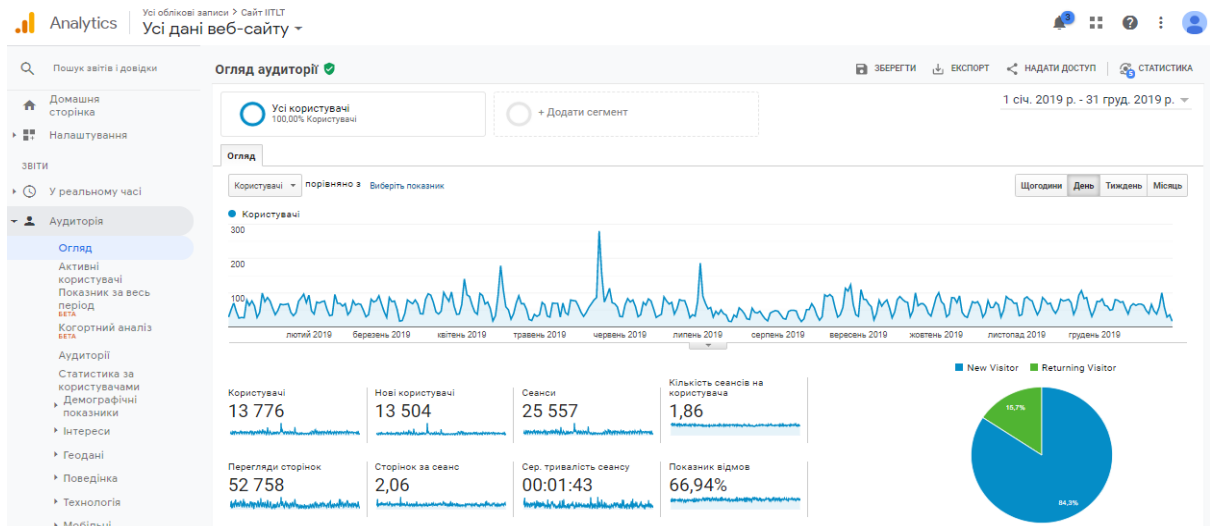 Analytics
Усі облікові записи > Сайт IITLT
Усі дані веб-сайту
3
Пошук звітів і довідки
Домашня сторінка
Налаштування
ЗВІТИ
У реальному часі
Аудиторія
Огляд
Активні користувачі
Показник за весь період
БЕТА
Когортний аналіз
БЕТА
Аудиторії
Статистика за користувачами
Демографічні показники
Інтереси
Геодані
Поведінка
Технологія
Мобільні
Огляд аудиторії
ЗБЕРЕГТИ
ЕКСПОРТ
НАДАТИ ДОСТУП
5
СТАТИСТИКА
Усі користувачі
100,00% Користувачі
+ Додати сегмент
1 січ. 2019 р. - 31 груд. 2019 р.
Огляд
Користувачі порівняно з Виберіть показник
Щогодини День Тиждень Місяць
Користувачі
300
200
100
лютий 2019 березень 2019 квітень 2019 травень 2019 червень 2019 липень 2019 серпень 2019 вересень 2019 жовтень 2019 листопад 2019 грудень 2019
Користувачі
13 776
Нові користувачі
13 504
Сеанси
25 557
Кількість сеансів на користувача
1,86
Перегляди сторінок
52 758
Сторінок за сеанс
2,06
Сер. тривалість сеансу
00:01:43
Показник відмов
66,94%
New Visitor Returning Visitor
15,7%
84,3%